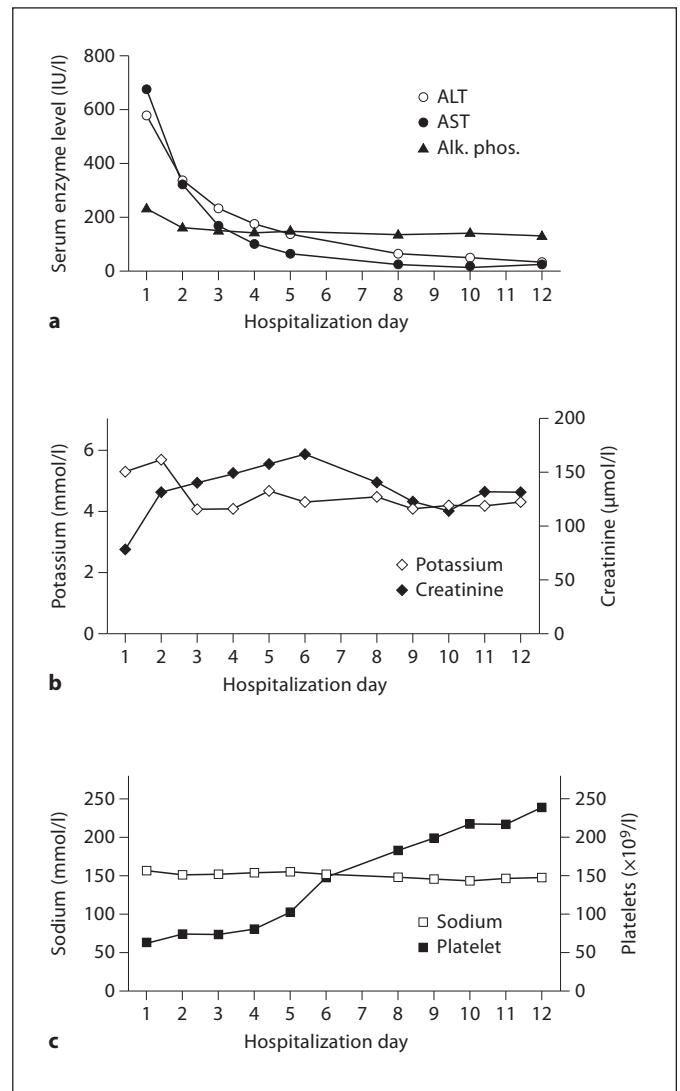 800
600
400
200
0
Serum enzyme level (IU/l)
ALT
AST
Alk. phos.
1 2 3 4 5 6 7 8 9 10 11 12
Hospitalization day
a
6
4
2
0
Potassium (mmol/l)
200
150
100
50
0
Creatinine (μmol/l)
Potassium
Creatinine
1 2 3 4 5 6 7 8 9 10 11 12
Hospitalization day
b
250
200
150
100
50
0
Sodium (mmol/l)
250
200
150
100
50
0
Platelets (×10⁹/l)
Sodium
Platelet
1 2 3 4 5 6 7 8 9 10 11 12
Hospitalization day
c